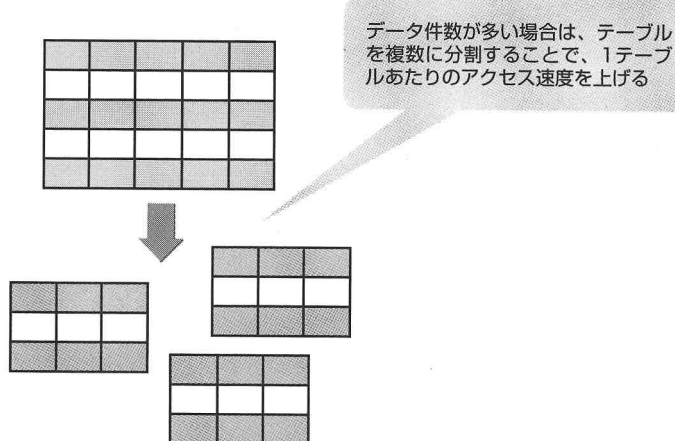 データ件数が多い場合は、テーブル
を複数に分割することで、1テーブ
ルあたりのアクセス速度を上げる